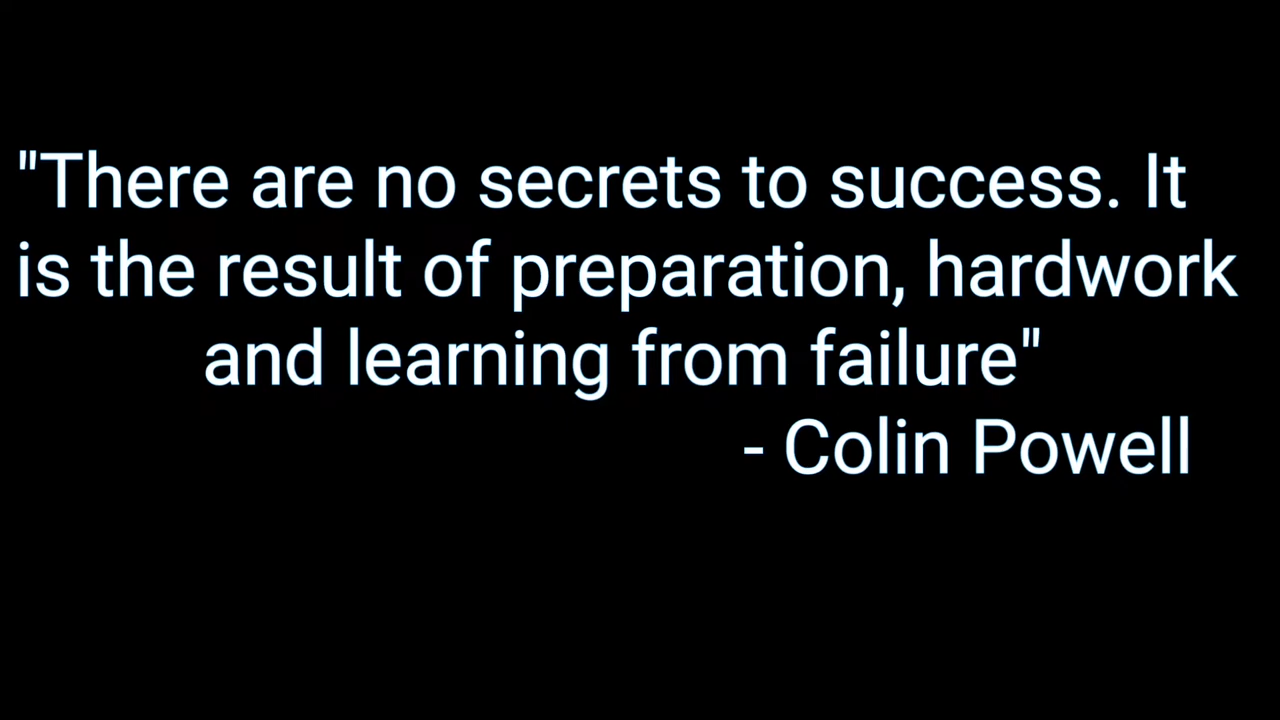 "There are no secrets to success. It
is the result of preparation, hardwork
and learning from failure"
- Colin Powell